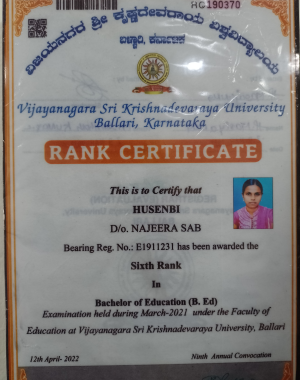 HC190370
ವಿಜಯನಗರ ಶ್ರೀ ಕೃಷ್ಣದೇವರಾಯ ವಿಶ್ವವಿದ್ಯಾಲಯ
ಬಳ್ಳಾರಿ, ಕರ್ನಾಟಕ
Vijayanagara Sri Krishnadevaraya University
Ballari, Karnataka
RANK CERTIFICATE
This is to Certify that
HUSENBI
D/o. NAJEERA SAB
Bearing Reg. No.: E1911231 has been awarded the
Sixth Rank
In
Bachelor of Education (B. Ed)
Examination held during March-2021 under the Faculty of
Education at Vijayanagara Sri Krishnadevaraya University, Ballari
12th April- 2022 Ninth Annual Convocation